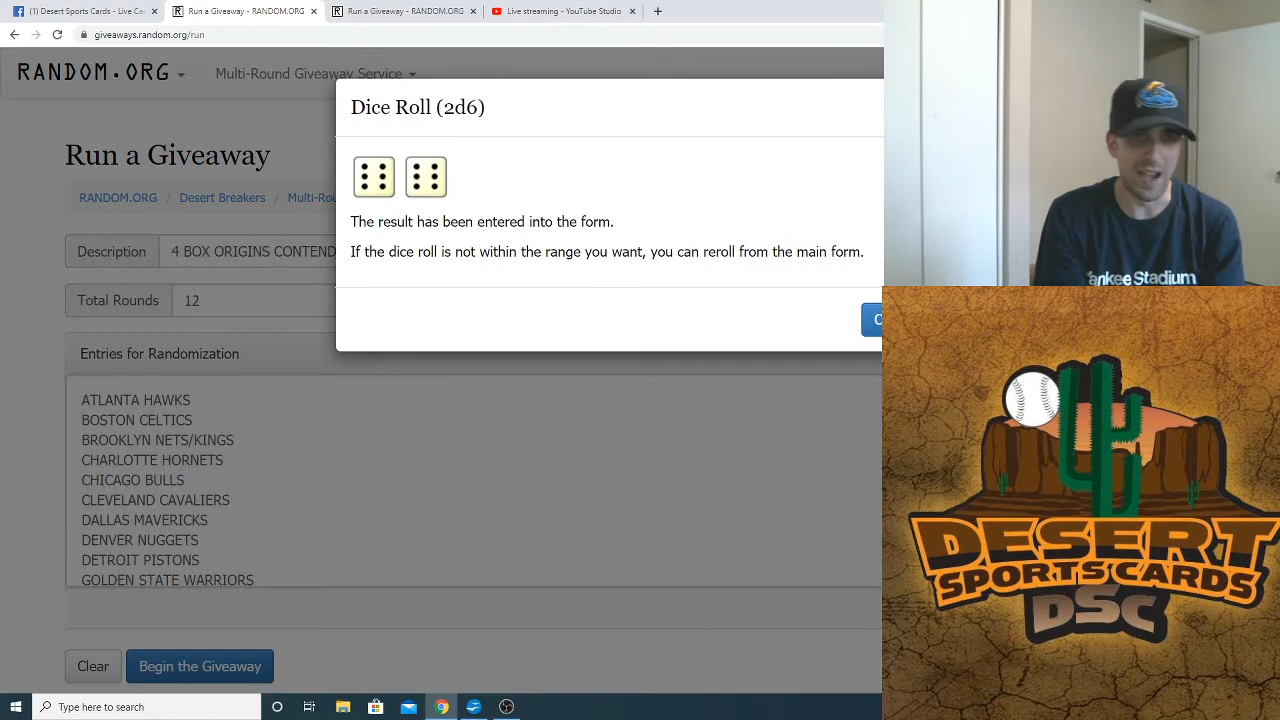 (1) Desert Sports Cards - Live Ca
Run a Giveaway - RANDOM.ORG
Run a Giveaway - RANDOM.ORG
Live streaming - YouTube Studio
giveaways.random.org/run
RANDOM.ORG
Multi-Round Giveaway Service
Dice Roll (2d6)
Run a Giveaway
RANDOM.ORG / Desert Breakers / Multi-Rou
The result has been entered into the form.
Description 4 BOX ORIGINS CONTEND
If the dice roll is not within the range you want, you can reroll from the main form.
Total Rounds 12
Entries for Randomization
ATLANTA HAWKS
BOSTON CELTICS
BROOKLYN NETS/KINGS
CHARLOTTE HORNETS
CHICAGO BULLS
CLEVELAND CAVALIERS
DALLAS MAVERICKS
DENVER NUGGETS
DETROIT PISTONS
GOLDEN STATE WARRIORS
Clear Begin the Giveaway
Type here to search
Yankee Stadium
DESERT
SPORTS CARDS
DSC